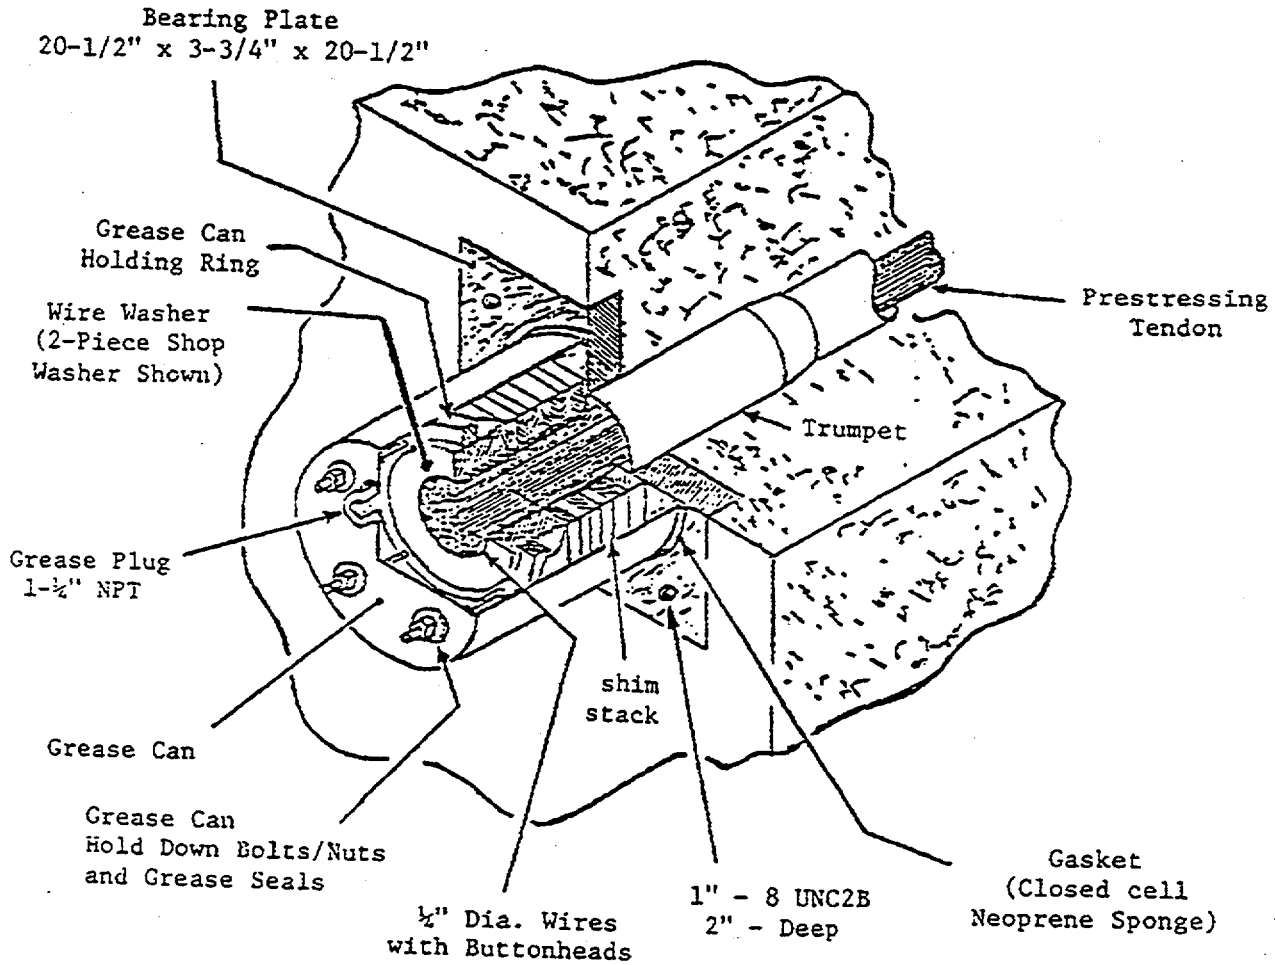 Bearing Plate
20-1/2" x 3-3/4" x 20-1/2"
Grease Can
Holding Ring
Wire Washer
(2-Piece Shop
Washer Shown)
Prestressing
Tendon
Trumpet
Grease Plug
1-½" NPT
shim
stack
Grease Can
Grease Can
Hold Down Bolts/Nuts
and Grease Seals
½" Dia. Wires
with Buttonheads
1" - 8 UNC2B
2" - Deep
Gasket
(Closed cell
Neoprene Sponge)